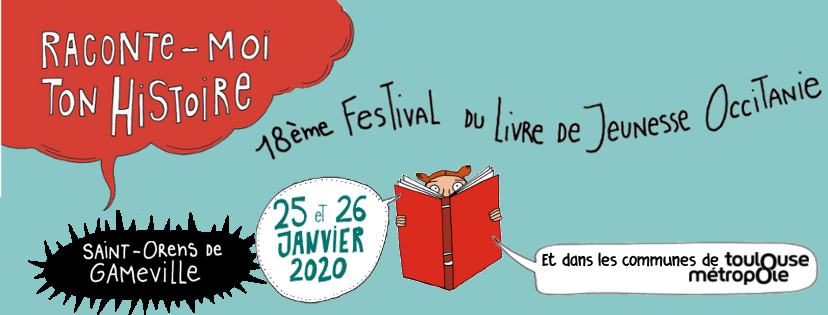 RACONTE-MOI
TON HISTOIRE
18ème FESTIVAL DU LIVRE DE JEUNESSE OCCITANIE
25 ET 26
JANVIER
2020
SAINT-ORENS DE
GAMEVILLE
Et dans les communes de toulouse
métropole